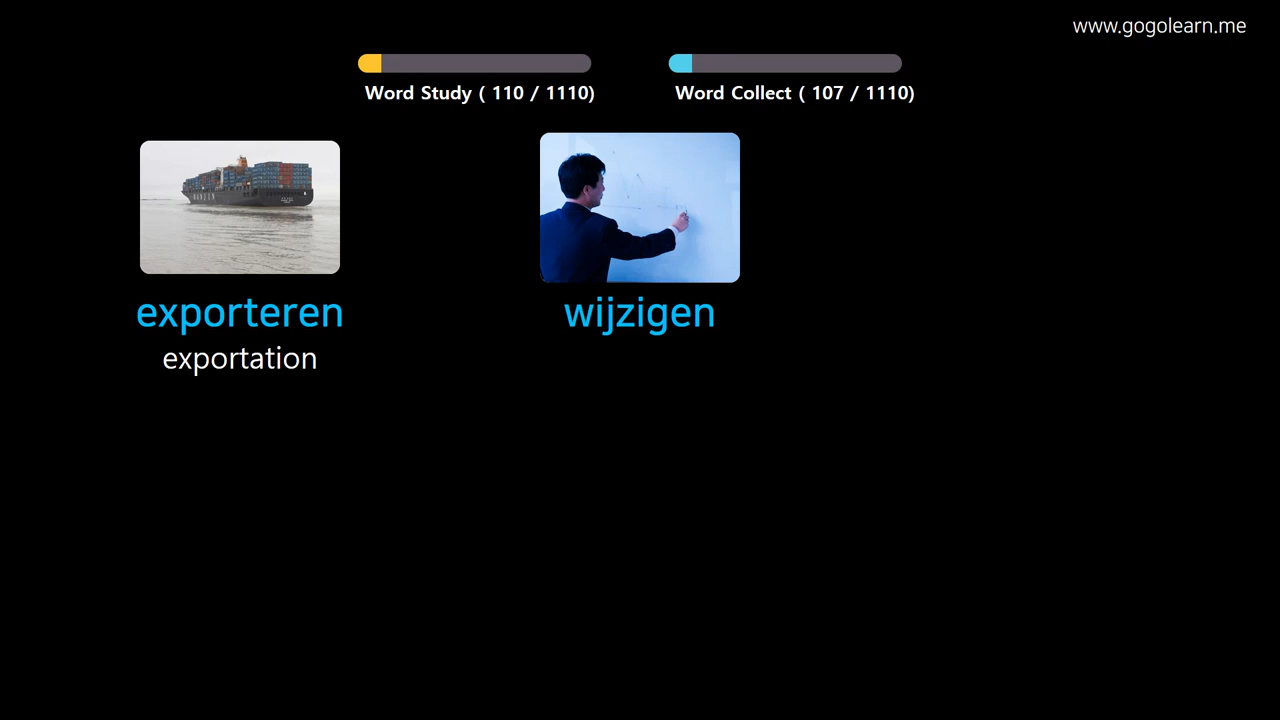 www.gogolearn.me
Word Study ( 110 / 1110)
Word Collect ( 107 / 1110)
exporteren
wijzigen
exportation